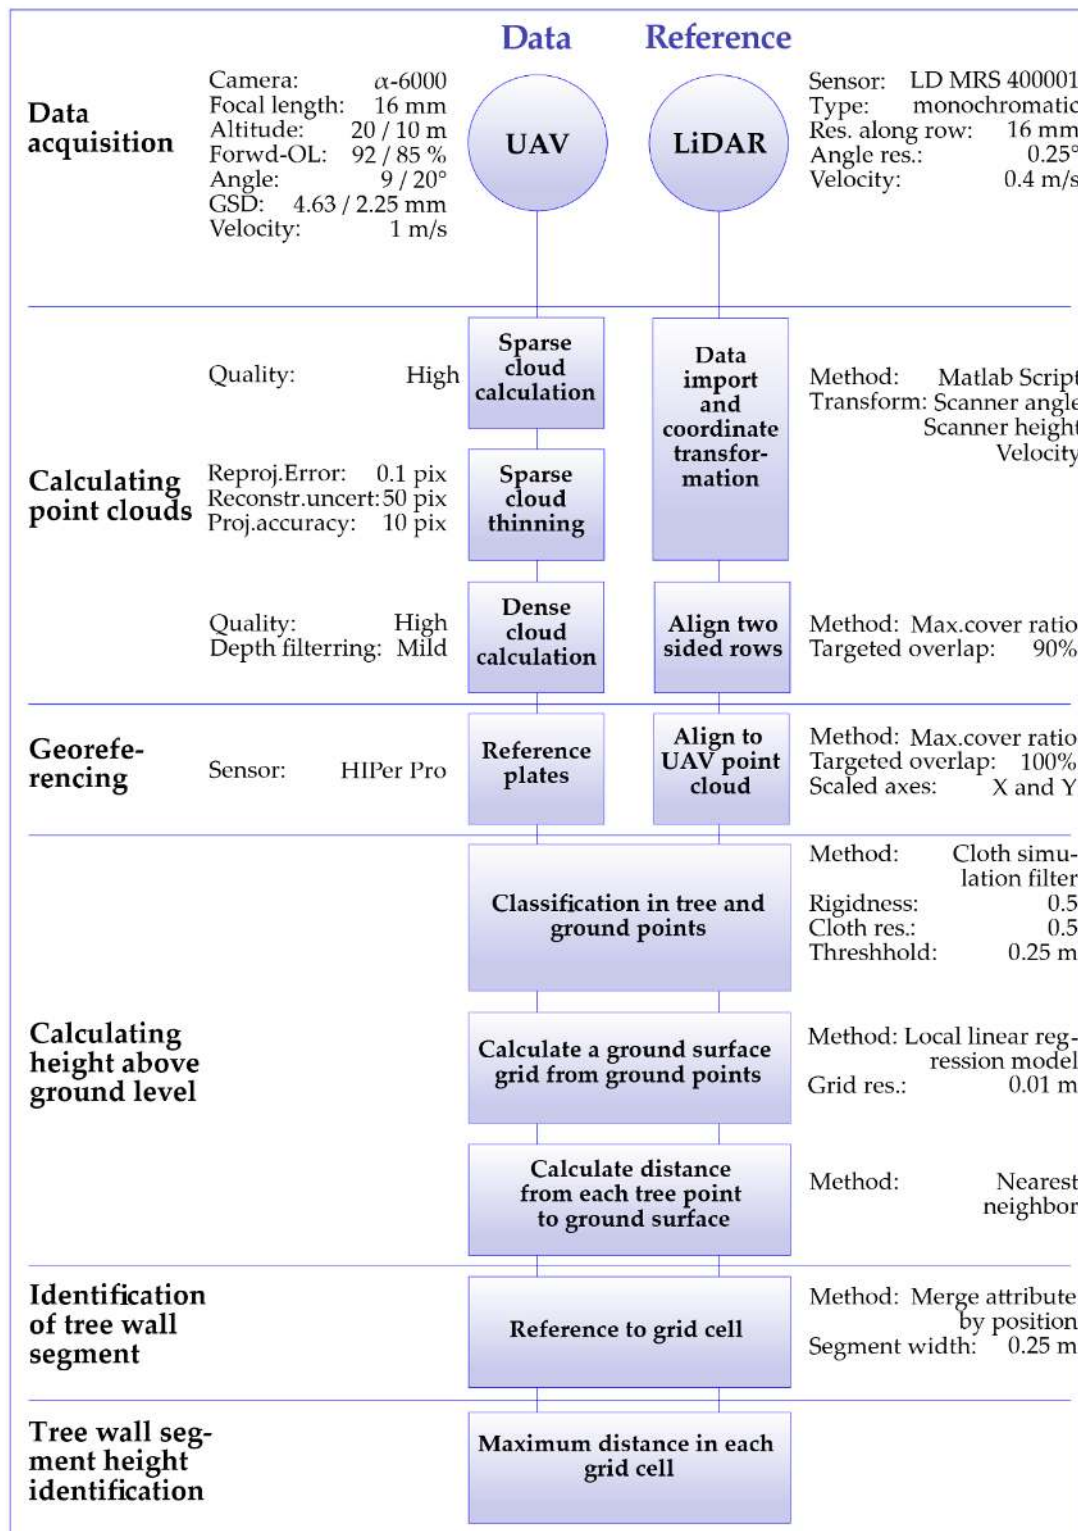 Data Reference
Data
acquisition
Camera: α-6000
Focal length: 16 mm
Altitude: 20 / 10 m
Forwd-OL: 92 / 85 %
Angle: 9 / 20°
GSD: 4.63 / 2.25 mm
Velocity: 1 m/s
UAV
LiDAR
Sensor: LD MRS 400001
Type: monochromatic
Res. along row: 16 mm
Angle res.: 0.25°
Velocity: 0.4 m/s
Calculating
point clouds
Quality: High
Sparse
cloud
calculation
Data
import
and
coordinate
transfor-
mation
Method: Matlab Script
Transform: Scanner angle
Scanner height
Velocity
Reproj.Error: 0.1 pix
Reconstr.uncert: 50 pix
Proj.accuracy: 10 pix
Sparse
cloud
thinning
Quality: High
Depth filterring: Mild
Dense
cloud
calculation
Align two
sided rows
Method: Max.cover ratio
Targeted overlap: 90%
Georefe-
rencing
Sensor: HIPer Pro
Reference
plates
Align to
UAV point
cloud
Method: Max.cover ratio
Targeted overlap: 100%
Scaled axes: X and Y
Calculating
height above
ground level
Classification in tree and
ground points
Method: Cloth simu-
lation filter
Rigidness: 0.5
Cloth res.: 0.5
Threshhold: 0.25 m
Calculate a ground surface
grid from ground points
Method: Local linear reg-
ression model
Grid res.: 0.01 m
Calculate distance
from each tree point
to ground surface
Method: Nearest
neighbor
Identification
of tree wall
segment
Reference to grid cell
Method: Merge attribute
by position
Segment width: 0.25 m
Tree wall seg-
ment height
identification
Maximum distance in each
grid cell